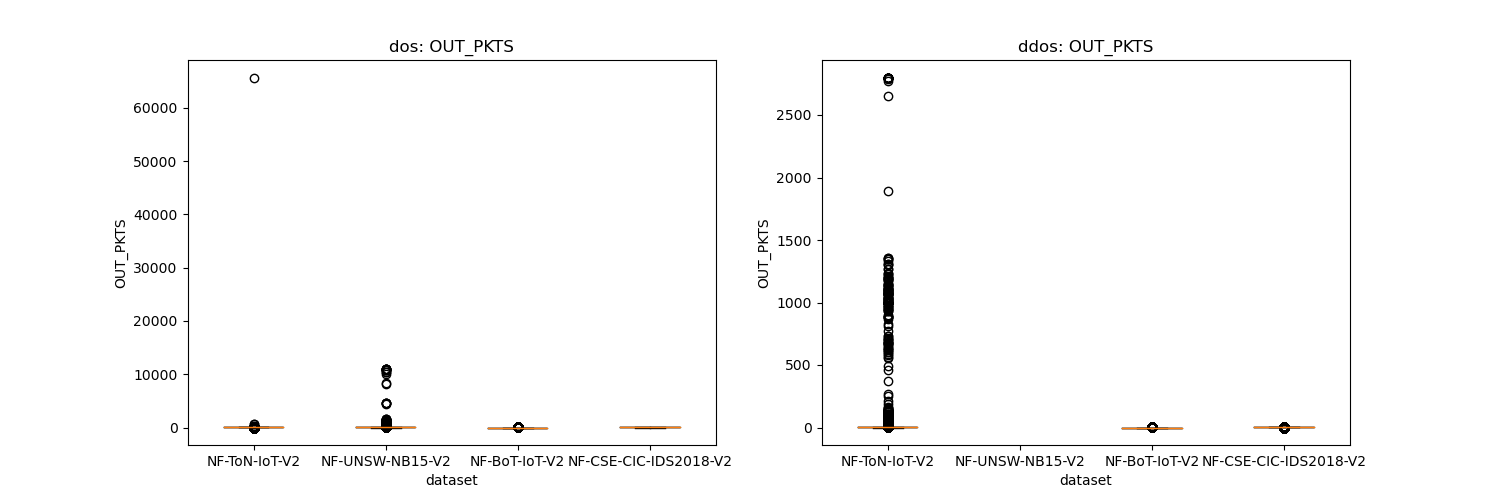 dos: OUT_PKTS
OUT_PKTS
60000
50000
40000
30000
20000
10000
0
NF-ToN-IoT-V2 NF-UNSW-NB15-V2 NF-BoT-IoT-V2 NF-CSE-CIC-IDS2018-V2
dataset
ddos: OUT_PKTS
OUT_PKTS
2500
2000
1500
1000
500
0
NF-ToN-IoT-V2 NF-UNSW-NB15-V2 NF-BoT-IoT-V2 NF-CSE-CIC-IDS2018-V2
dataset